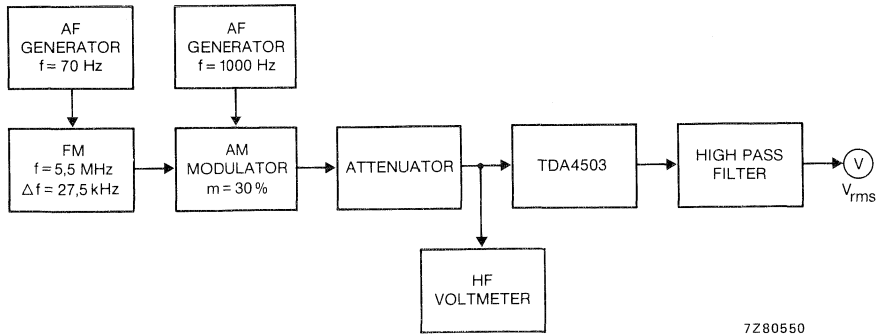 AF
GENERATOR
f = 70 Hz
AF
GENERATOR
f = 1000 Hz
FM
f = 5,5 MHz
Δf = 27,5 kHz
AM
MODULATOR
m = 30 %
ATTENUATOR
TDA4503
HIGH PASS
FILTER
V
Vrms
HF
VOLTMETER
7Z80550